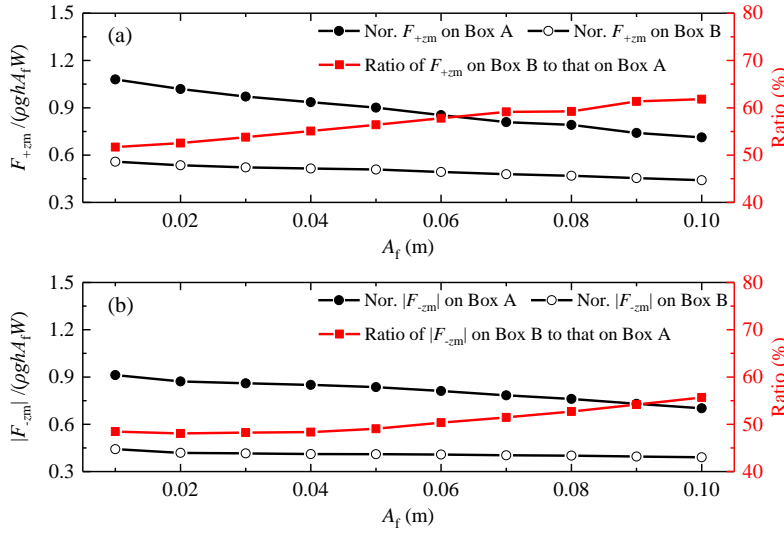 (a)
Nor. F+zm on Box A
Nor. F+zm on Box B
Ratio of F+zm on Box B to that on Box A
F+zm /(ρghAfW)
1.5
1.2
0.9
0.6
0.3
80
70
60
50
40
Ratio (%)
0.02 0.04 0.06 0.08 0.10
Af (m)
(b)
Nor. |F-zm| on Box A
Nor. |F-zm| on Box B
Ratio of |F-zm| on Box B to that on Box A
|F-zm| /(ρghAfW)
1.5
1.2
0.9
0.6
0.3
80
70
60
50
40
Ratio (%)
0.02 0.04 0.06 0.08 0.10
Af (m)